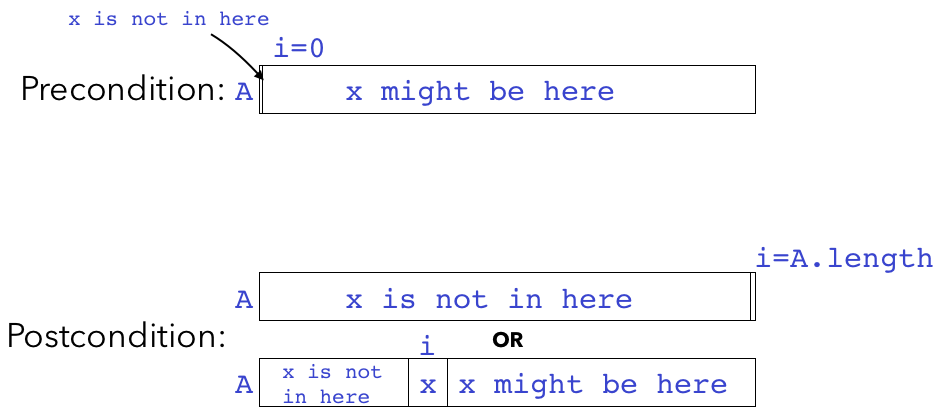 x is not in here
i=0
Precondition: A x might be here
i=A.length
A x is not in here
Postcondition:
i OR
A x is not in here x x might be here